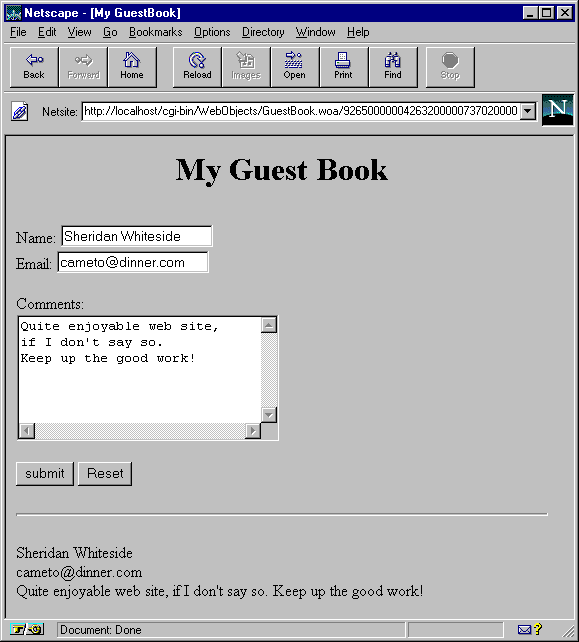 Netscape - [My GuestBook]
File Edit View Go Bookmarks Options Directory Window Help
Back Forward Home Reload Images Open Print Find Stop
Netsite: http://localhost/cgi-bin/WebObjects/GuestBook.woa/92650000004263200000737020000
N
My Guest Book
Name: Sheridan Whiteside
Email: cameto@dinner.com
Comments:
Quite enjoyable web site,
if I don't say so.
Keep up the good work!
submit Reset
Sheridan Whiteside
cameto@dinner.com
Quite enjoyable web site, if I don't say so. Keep up the good work!
Document: Done
?